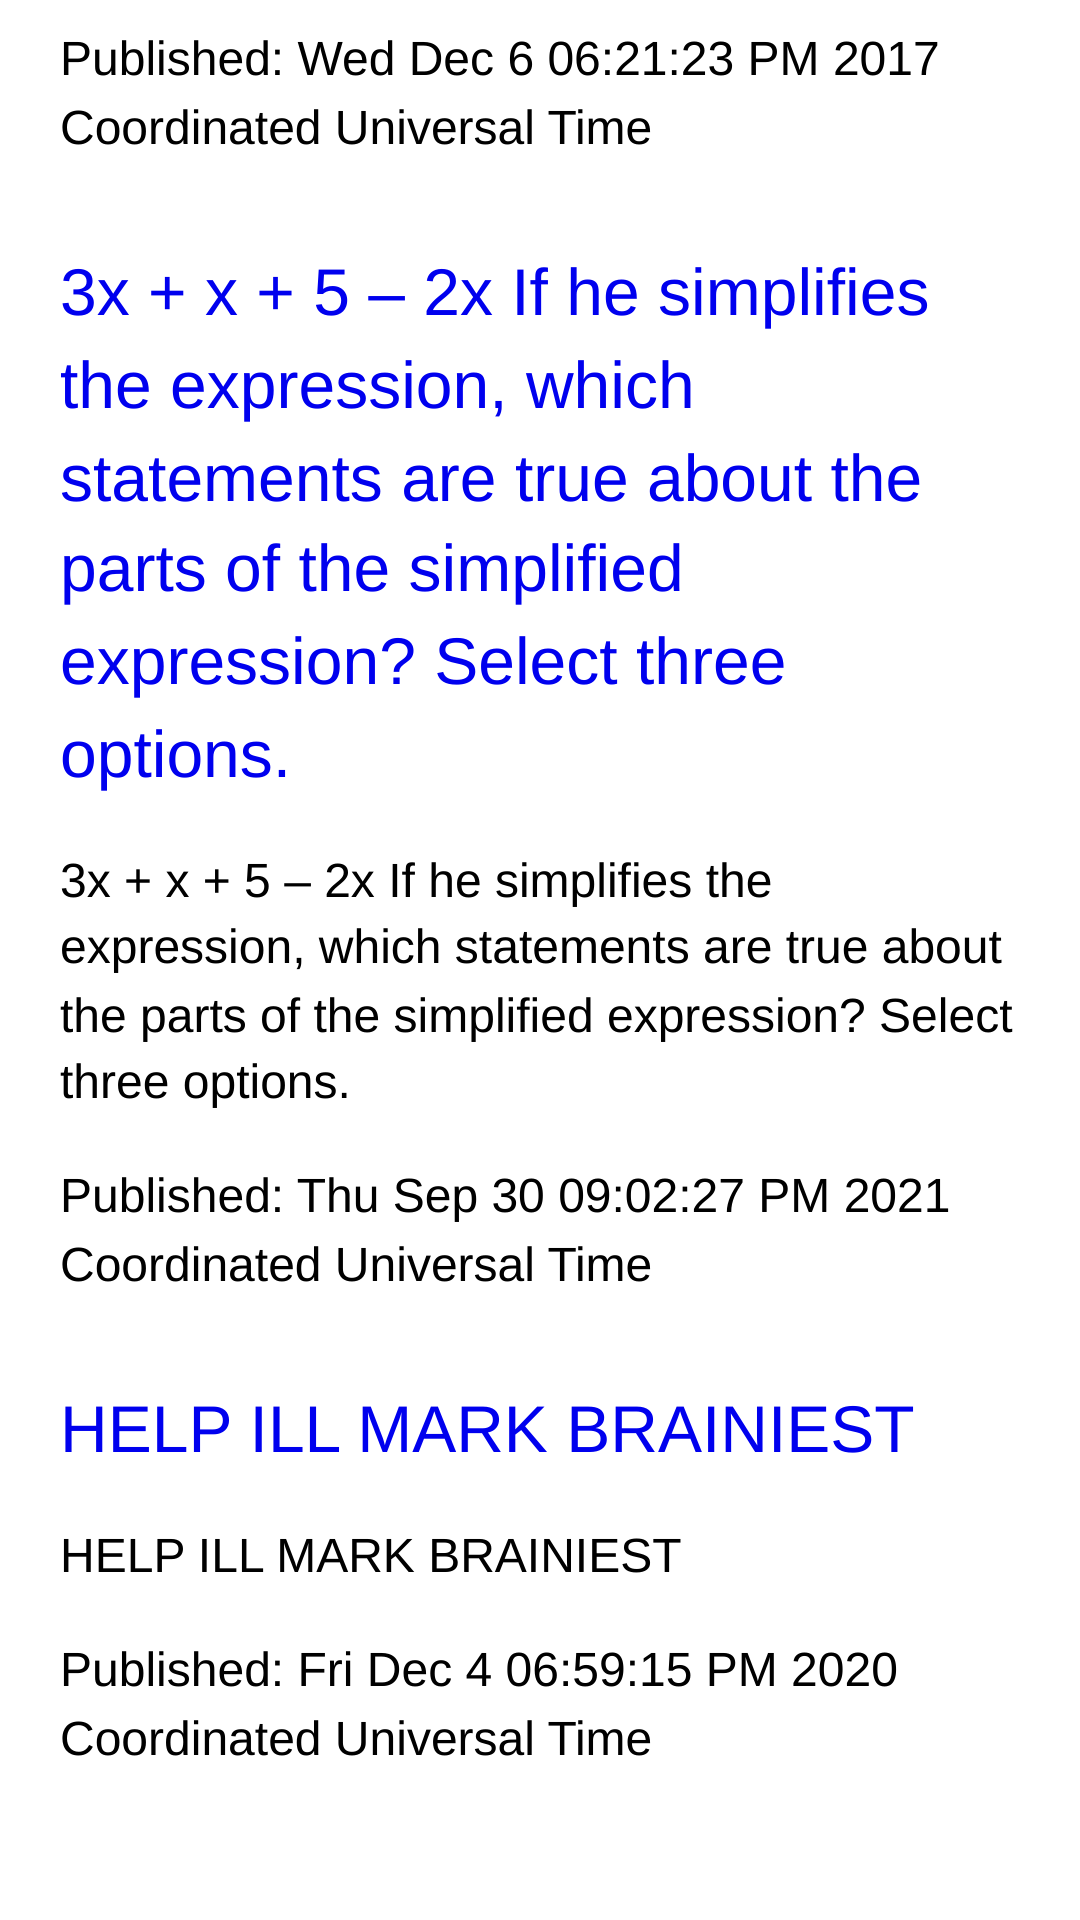 Published: Wed Dec 6 06:21:23 PM 2017
Coordinated Universal Time
3x + x + 5 – 2x If he simplifies
the expression, which
statements are true about the
parts of the simplified
expression? Select three
options.
3x + x + 5 – 2x If he simplifies the
expression, which statements are true about
the parts of the simplified expression? Select
three options.
Published: Thu Sep 30 09:02:27 PM 2021
Coordinated Universal Time
HELP ILL MARK BRAINIEST
HELP ILL MARK BRAINIEST
Published: Fri Dec 4 06:59:15 PM 2020
Coordinated Universal Time